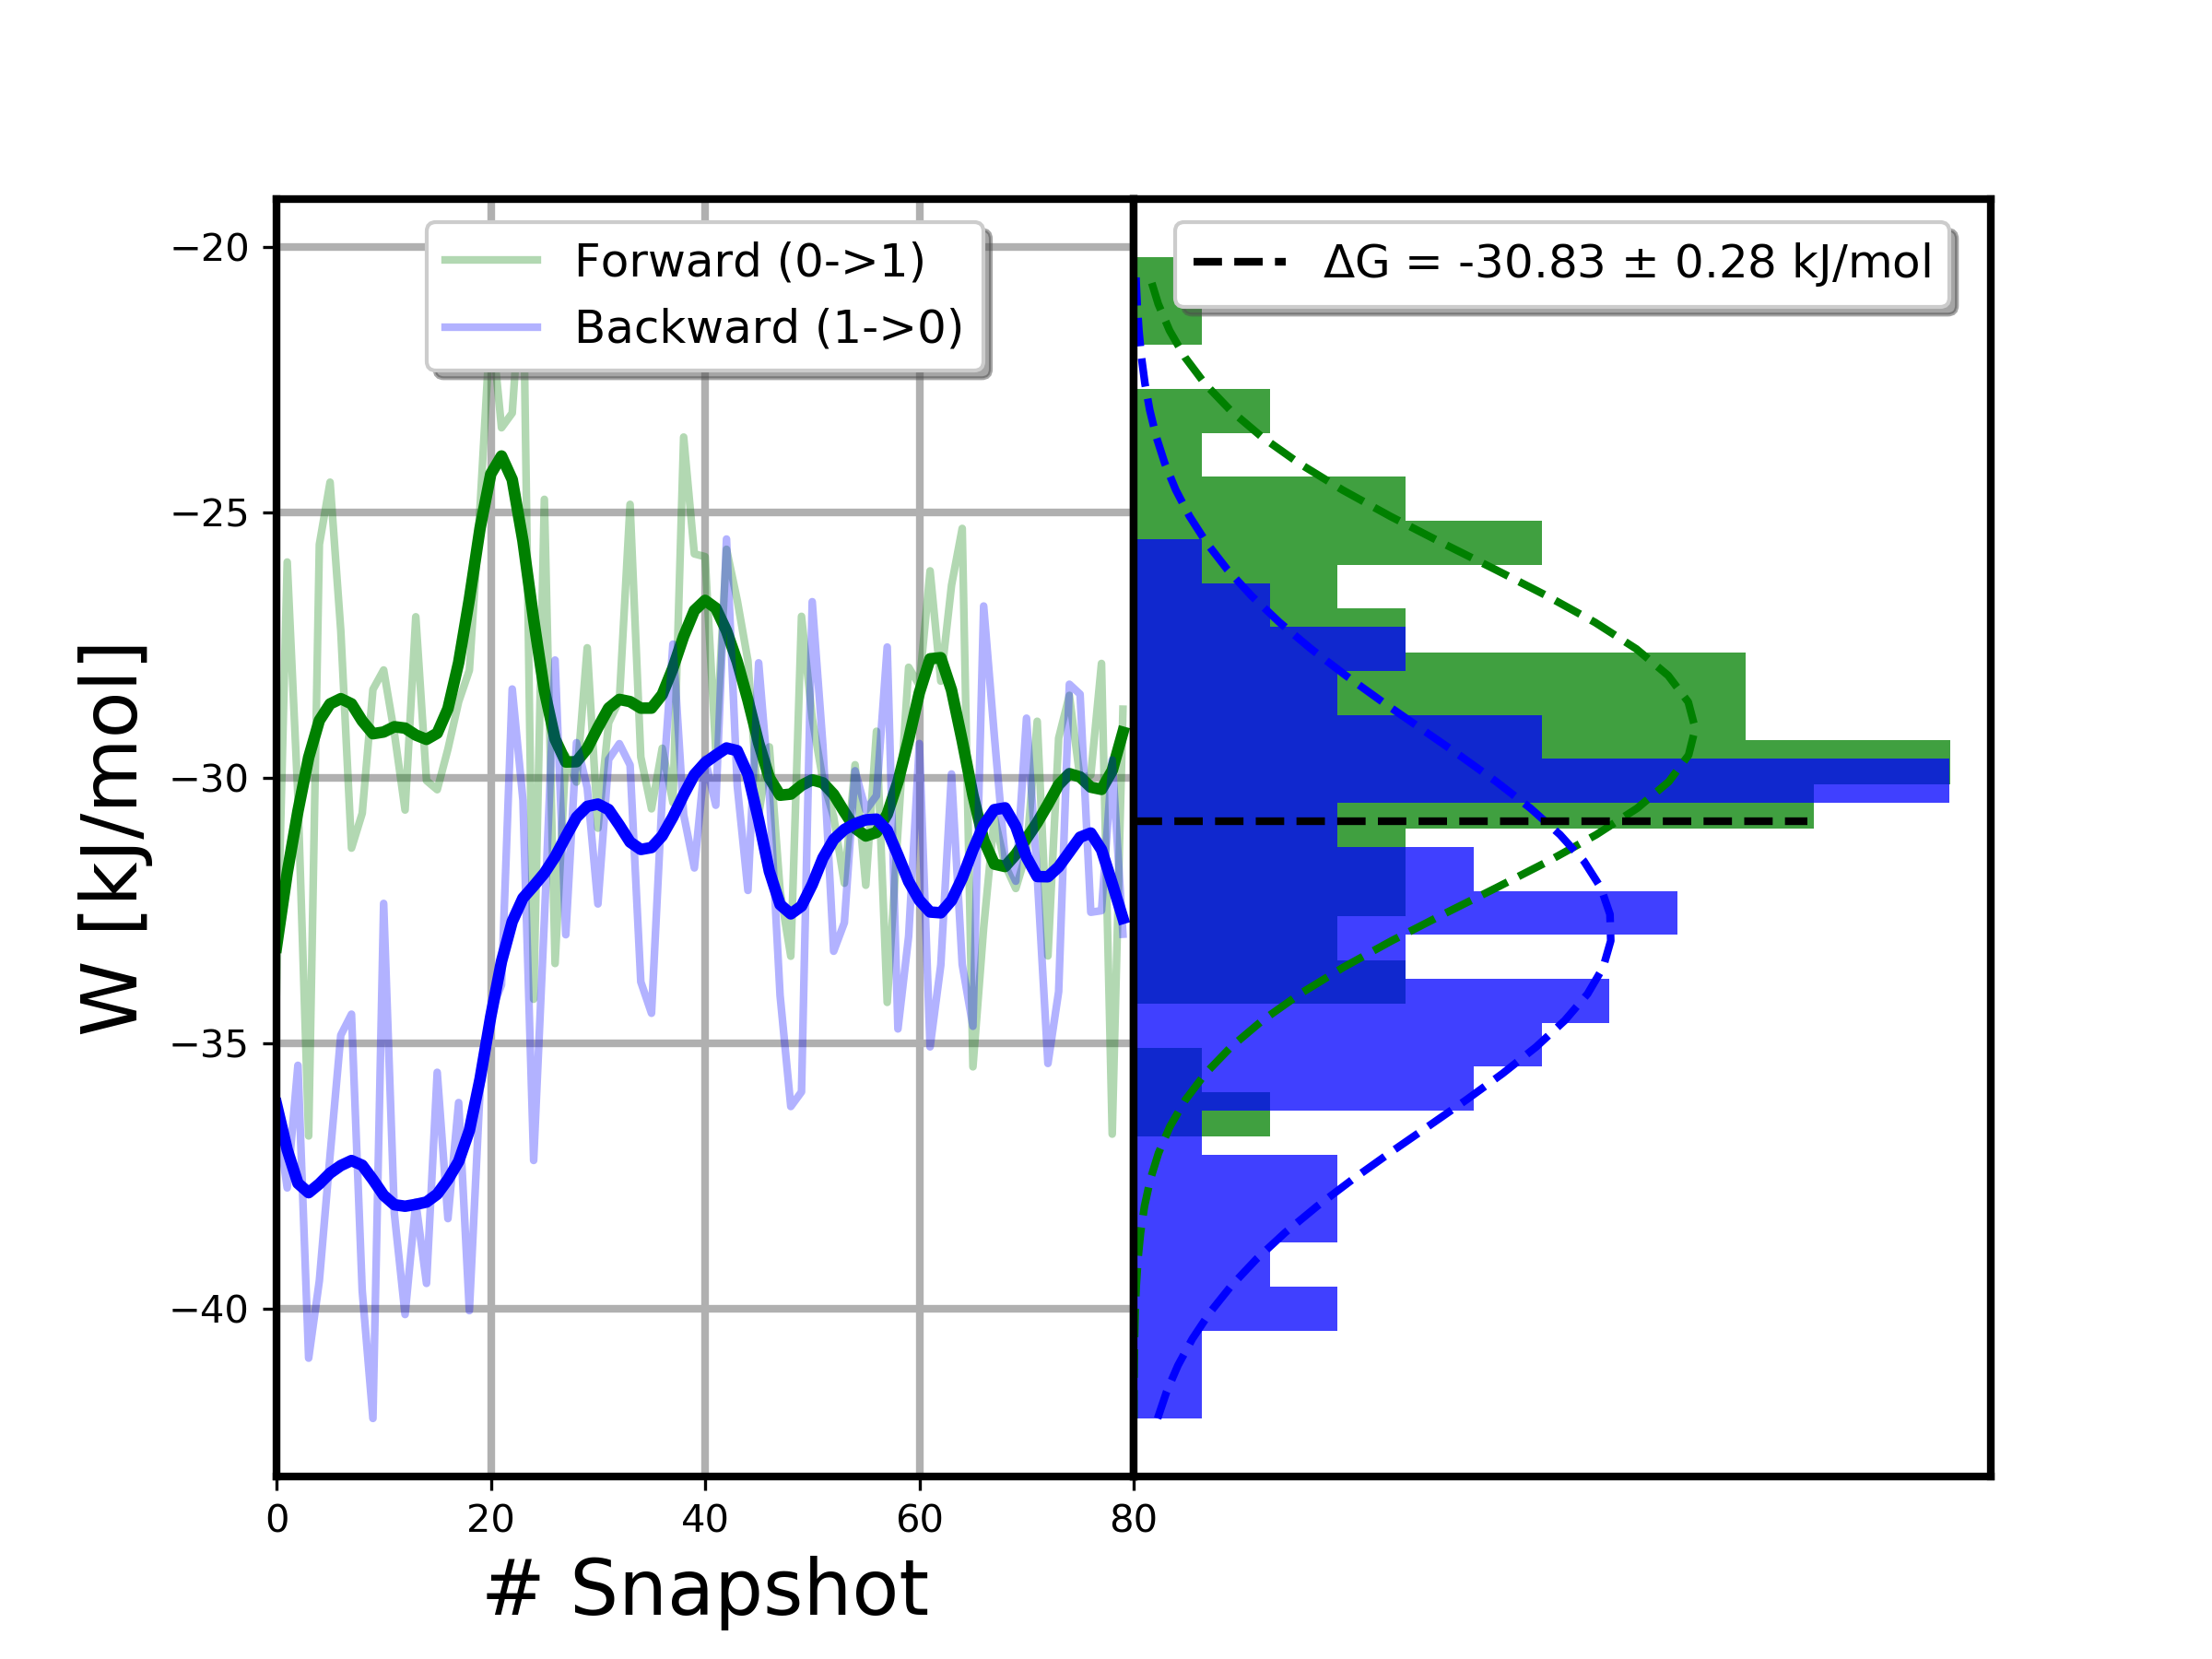 Forward (0->1)
Backward (1->0)
ΔG = -30.83 ± 0.28 kJ/mol
W [kJ/mol]
−20
−25
−30
−35
−40
0 20 40 60 80
# Snapshot